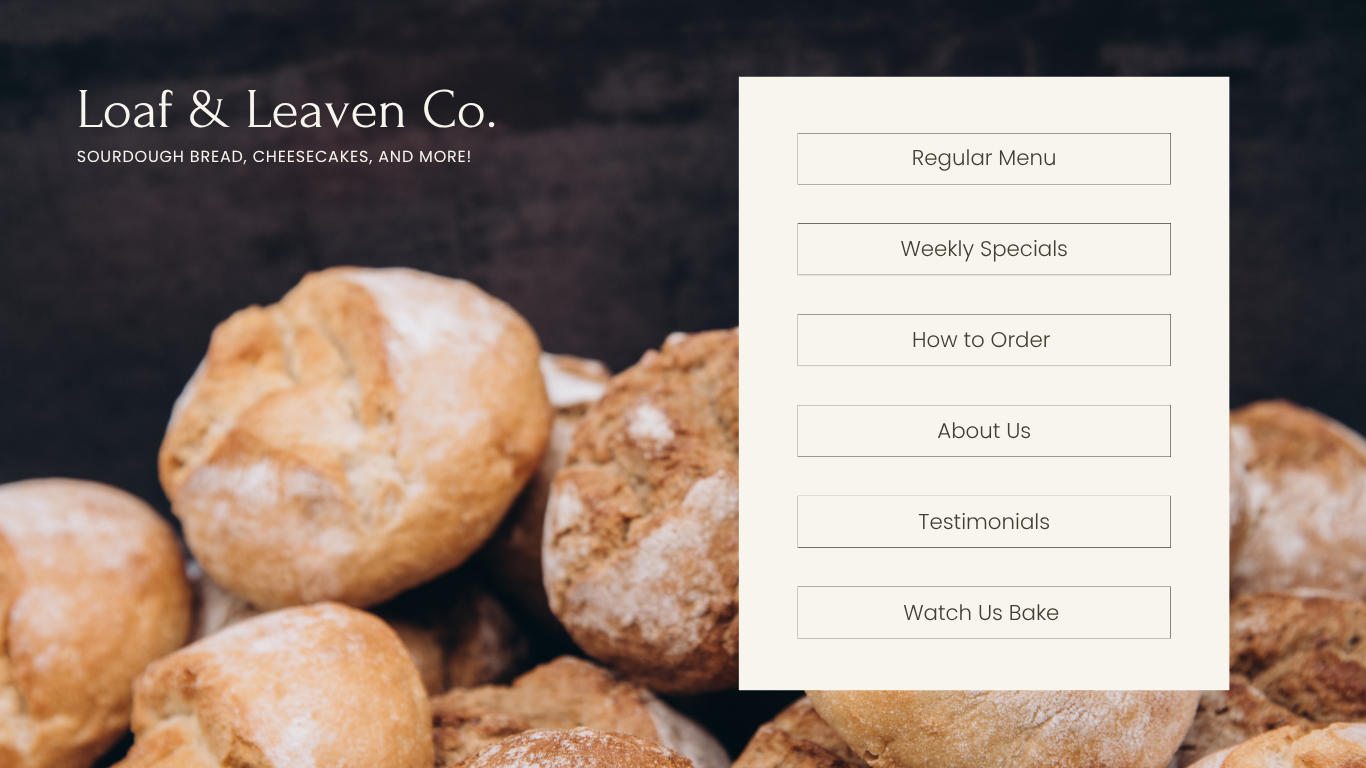 Loaf & Leaven Co.
SOURDOUGH BREAD, CHEESECAKES, AND MORE!
Regular Menu
Weekly Specials
How to Order
About Us
Testimonials
Watch Us Bake